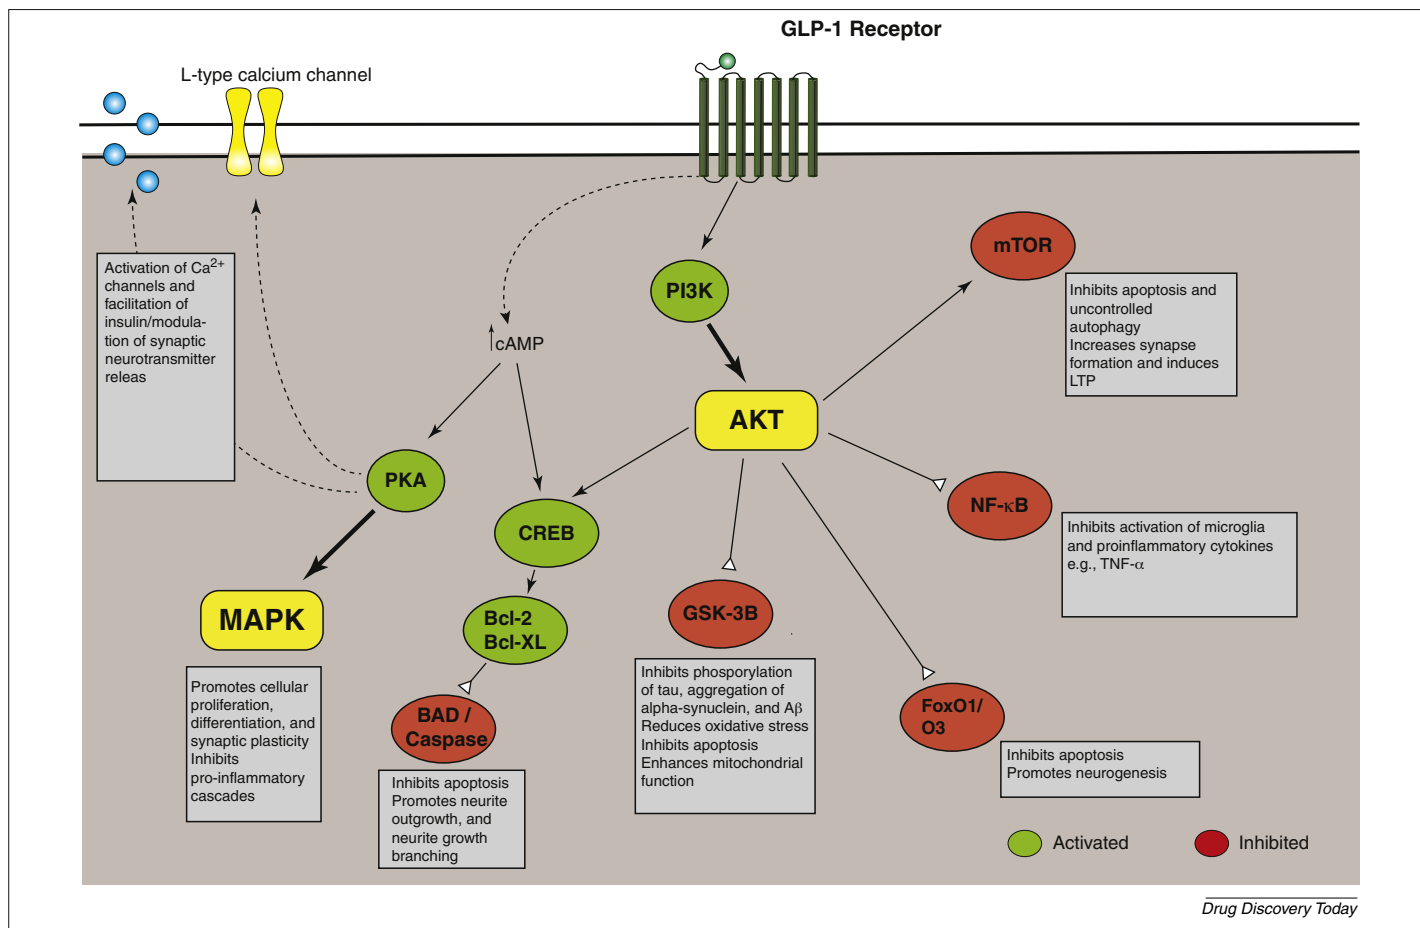 GLP-1 Receptor
L-type calcium channel
Activation of Ca2+
channels and
facilitation of
insulin/modula-
tion of synaptic
neurotransmitter
releas
cAMP
PI3K
mTOR
Inhibits apoptosis and
uncontrolled
autophagy
Increases synapse
formation and induces
LTP
AKT
PKA
CREB
NF-κB
Inhibits activation of microglia
and proinflammatory cytokines
e.g., TNF-α
MAPK
Promotes cellular
proliferation,
differentiation, and
synaptic plasticity
Inhibits
pro-inflammatory
cascades
Bcl-2
Bcl-XL
BAD /
Caspase
Inhibits apoptosis
Promotes neurite
outgrowth, and
neurite growth
branching
GSK-3B
Inhibits phosporylation
of tau, aggregation of
alpha-synuclein, and Aβ
Reduces oxidative stress
Inhibits apoptosis
Enhances mitochondrial
function
FoxO1/
O3
Inhibits apoptosis
Promotes neurogenesis
Activated
Inhibited
Drug Discovery Today